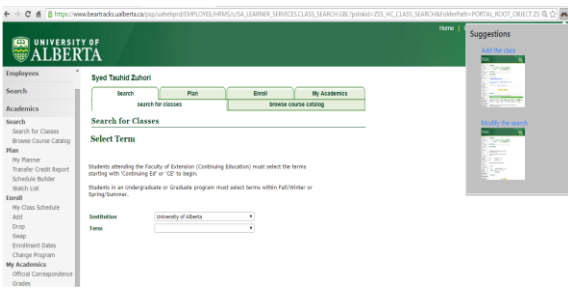 https://www.beartracks.ualberta.ca/psp/uahebprd/EMPLOYEE/HRMS/c/SA_LEARNER_SERVICES.CLASS_SEARCH.GBL?pslnkid=ZSS_HC_CLASS_SEARCH&FolderPath=PORTAL_ROOT_OBJECT.ZS
Home
UNIVERSITY OF
ALBERTA
Suggestions
Add the class
Modify the search
Employees
Search
Academics
Search
Search for Classes
Browse Course Catalog
Plan
My Planner
Transfer Credit Report
Schedule Builder
Watch List
Enroll
My Class Schedule
Add
Drop
Swap
Enrollment Dates
Change Program
My Academics
Official Correspondence
Grades
Syed Tauhid Zuhori
Search Plan Enroll My Academics
search for classes browse course catalog
Search for Classes
Select Term
Students attending the Faculty of Extension (Continuing Education) must select the terms
starting with 'Continuing Ed' or 'CE' to begin.
Students in an Undergraduate or Graduate program must select terms within Fall/Winter or
Spring/Summer.
Institution University of Alberta
Term